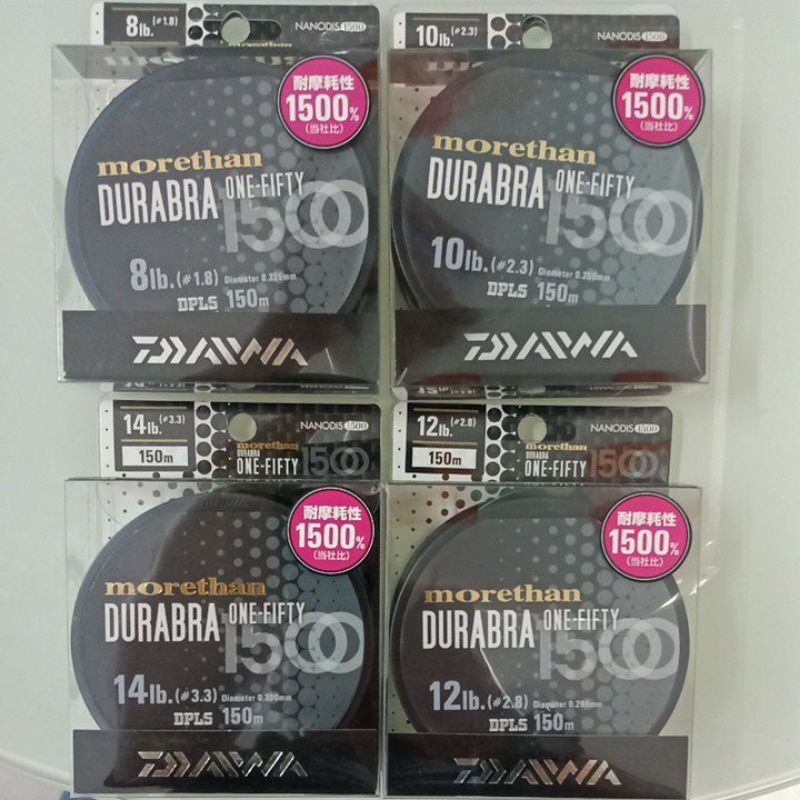 8lb. (#1.8)
NANODIS 1500
耐摩耗性
1500%
(当社比)
morethan
DURABRA ONE-FIFTY
1500
8lb. (#1.8) Diameter 0.220mm
DPLS 150m
DAIWA
10lb. (#2.3)
NANODIS 1500
耐摩耗性
1500%
(当社比)
morethan
DURABRA ONE-FIFTY
1500
10lb. (#2.3) Diameter 0.250mm
DPLS 150m
DAIWA
14lb. (#3.3)
150m
NANODIS 1500
morethan
DURABRA
ONE-FIFTY 1500
耐摩耗性
1500%
(当社比)
morethan
DURABRA ONE-FIFTY
1500
14lb. (#3.3) Diameter 0.300mm
DPLS 150m
DAIWA
12lb. (#2.8)
150m
NANODIS 1500
morethan
DURABRA
ONE-FIFTY 1500
耐摩耗性
1500%
(当社比)
morethan
DURABRA ONE-FIFTY
1500
12lb. (#2.8) Diameter 0.280mm
DPLS 150m
DAIWA